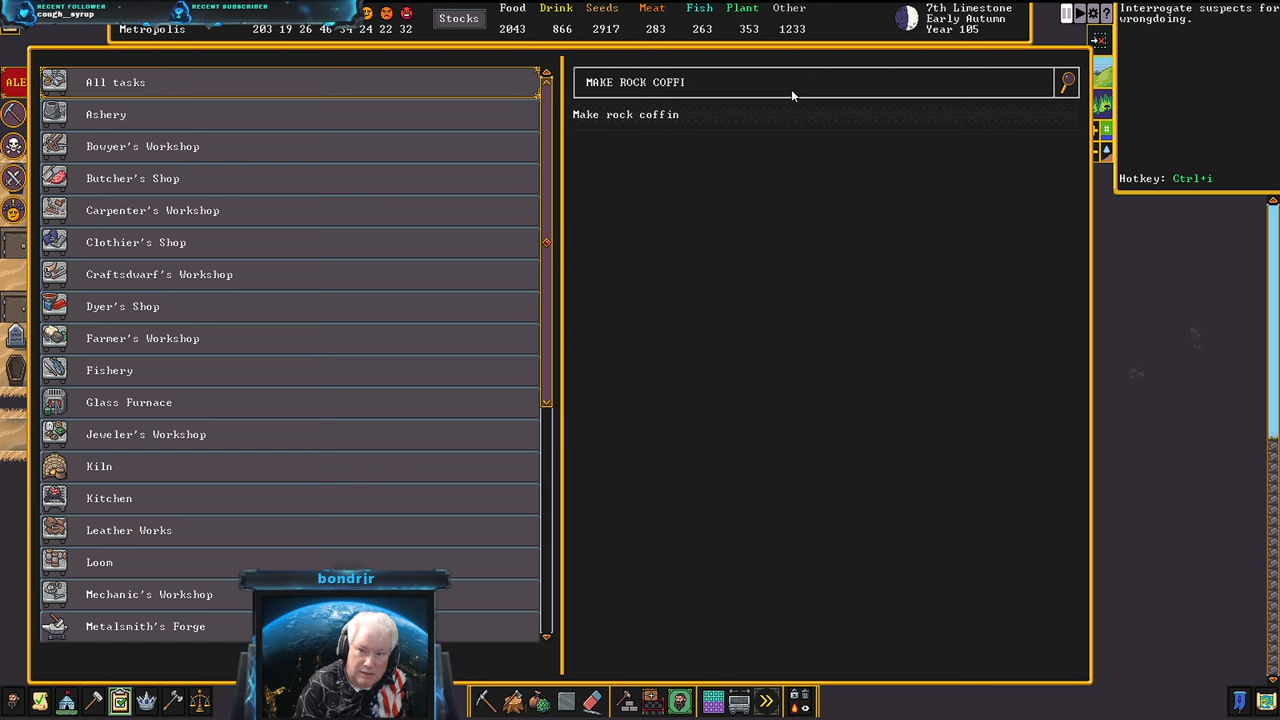 RECENT FOLLOWER
cough__syrup
RECENT SUBSCRIBER
Metropolis
203 19 26 46 34 24 22 32
Stocks
Food Drink Seeds Meat Fish Plant Other
2043 866 2917 283 263 353 1233
7th Limestone
Early Autumn
Year 105
Interrogate suspects for
wrongdoing.
Hotkey: Ctrl+i
ALE
All tasks
Ashery
Bowyer's Workshop
Butcher's Shop
Carpenter's Workshop
Clothier's Shop
Craftsdwarf's Workshop
Dyer's Shop
Farmer's Workshop
Fishery
Glass Furnace
Jeweler's Workshop
Kiln
Kitchen
Leather Works
Loom
Mechanic's Workshop
Metalsmith's Forge
MAKE ROCK COFFI
Make rock coffin
bondrir